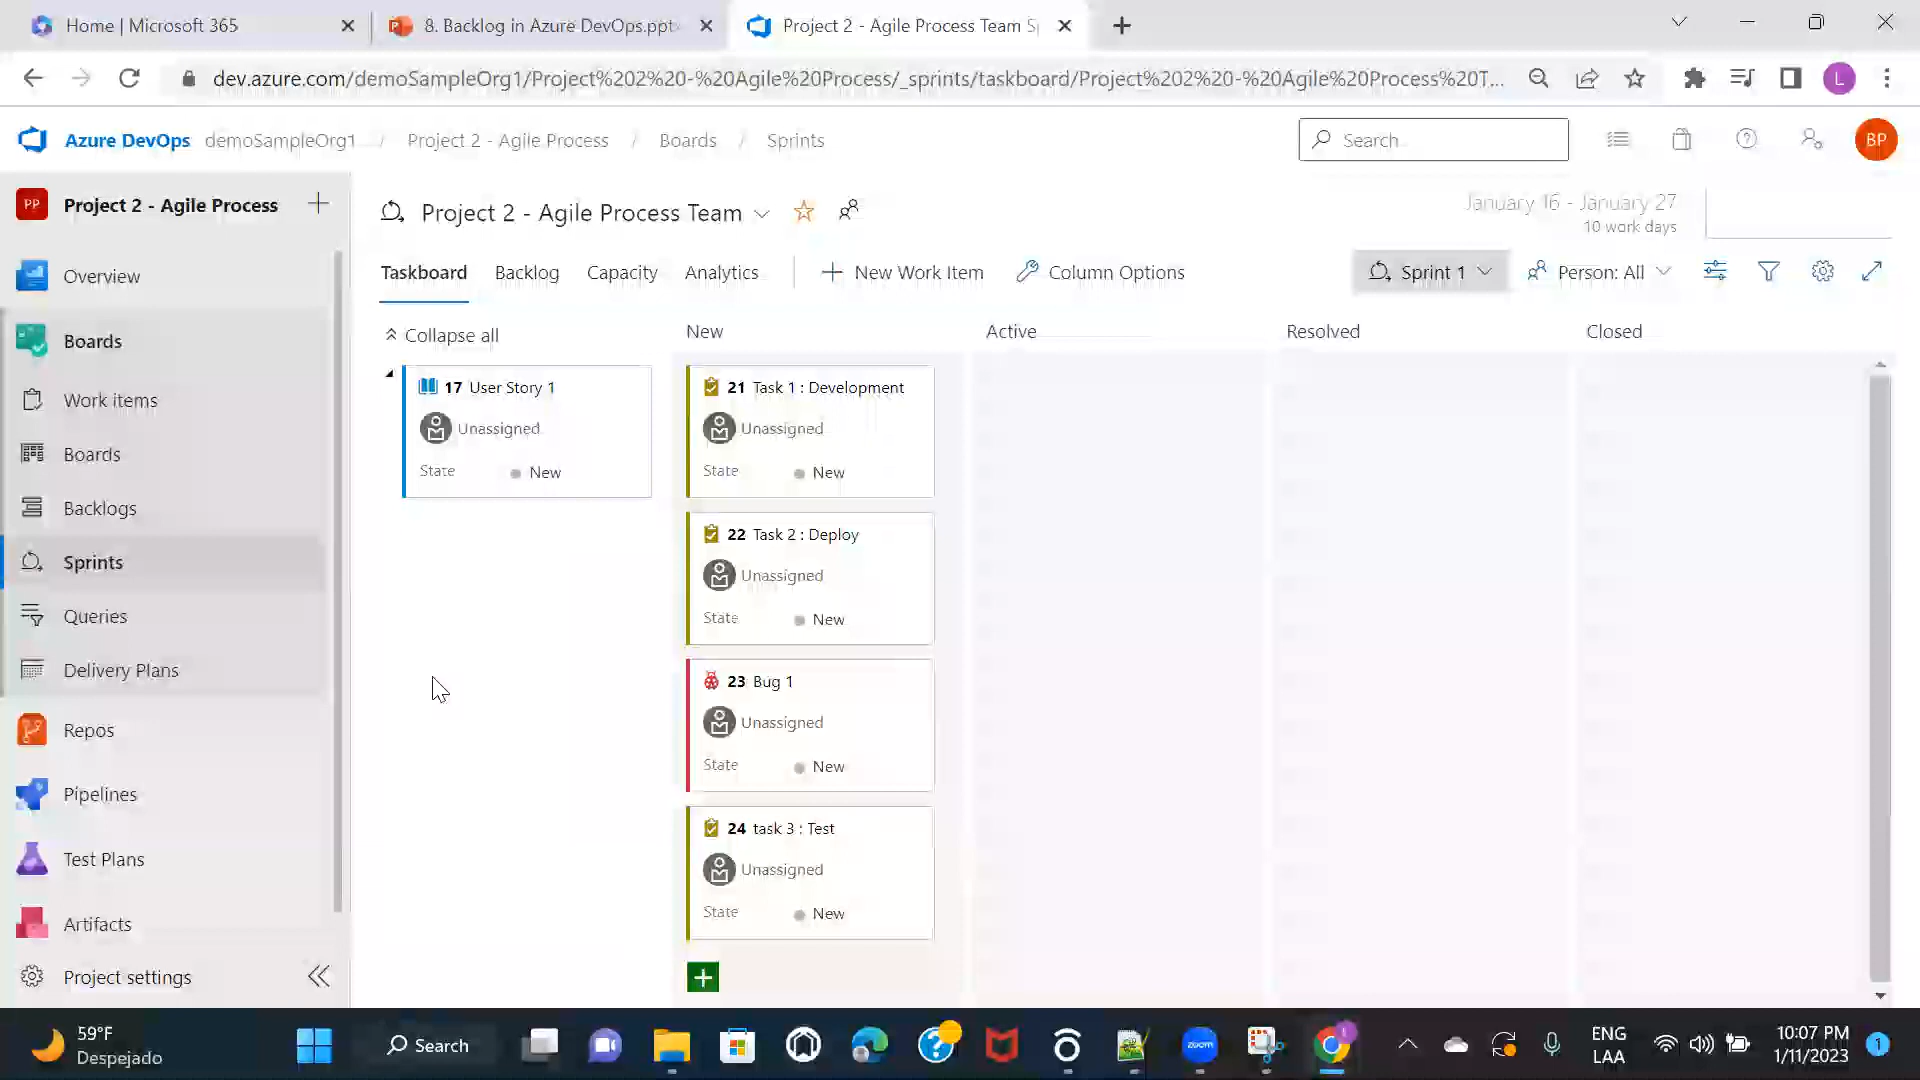 Home | Microsoft 365
8. Backlog in Azure DevOps.ppt
Project 2 - Agile Process Team S
dev.azure.com/demoSampleOrg1/Project%202%20-%20Agile%20Process/_sprints/taskboard/Project%202%20-%20Agile%20Process%20T...
L
Azure DevOps
demoSampleOrg1 / Project 2 - Agile Process / Boards / Sprints
Search
BP
PP
Project 2 - Agile Process
Overview
Boards
Work items
Boards
Backlogs
Sprints
Queries
Delivery Plans
Repos
Pipelines
Test Plans
Artifacts
Project settings
Project 2 - Agile Process Team
January 16 - January 27
10 work days
Taskboard
Backlog
Capacity
Analytics
New Work Item
Column Options
Sprint 1
Person: All
Collapse all
New
Active
Resolved
Closed
17 User Story 1
Unassigned
State
New
21 Task 1 : Development
Unassigned
State
New
22 Task 2 : Deploy
Unassigned
State
New
23 Bug 1
Unassigned
State
New
24 task 3 : Test
Unassigned
State
New
59°F
Despejado
Search
zoom
ENG
LAA
10:07 PM
1/11/2023
1